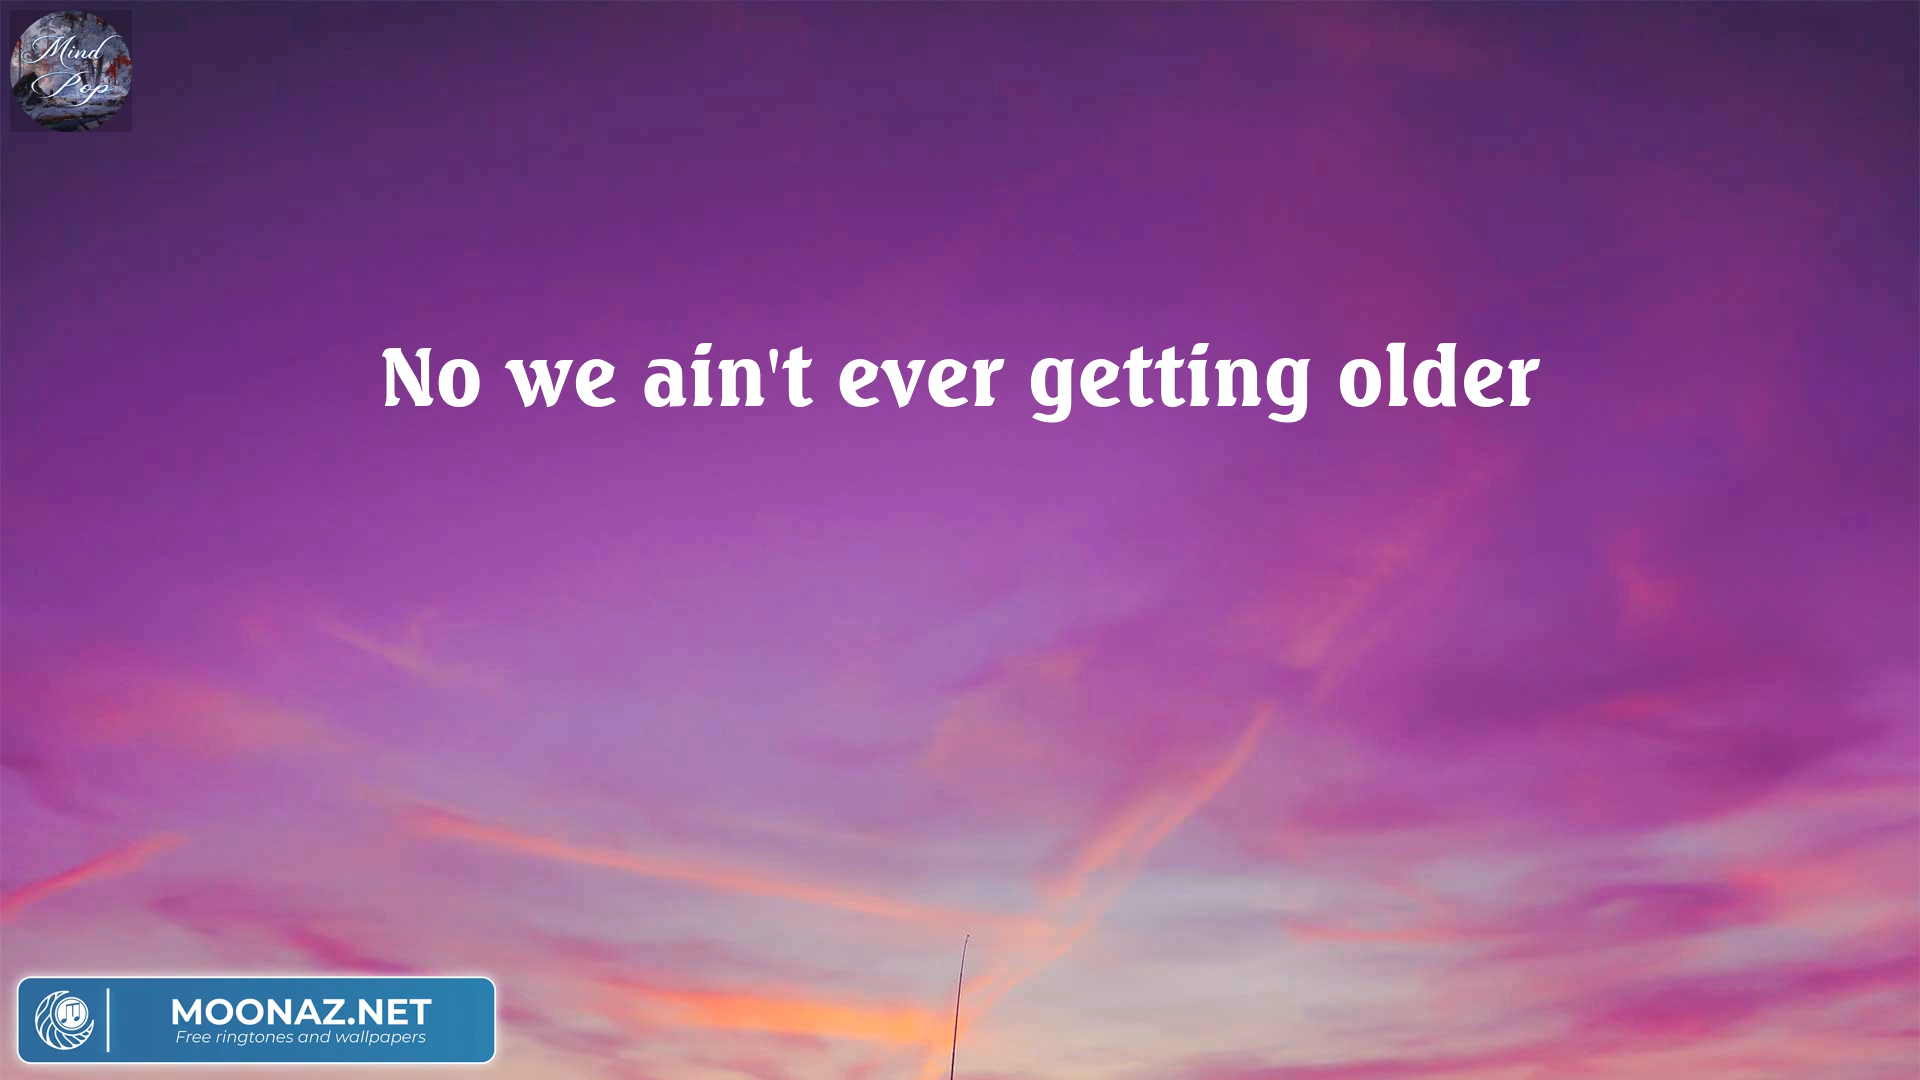 Mind
Pop
No we ain't ever getting older
MOONAZ.NET
Free ringtones and wallpapers